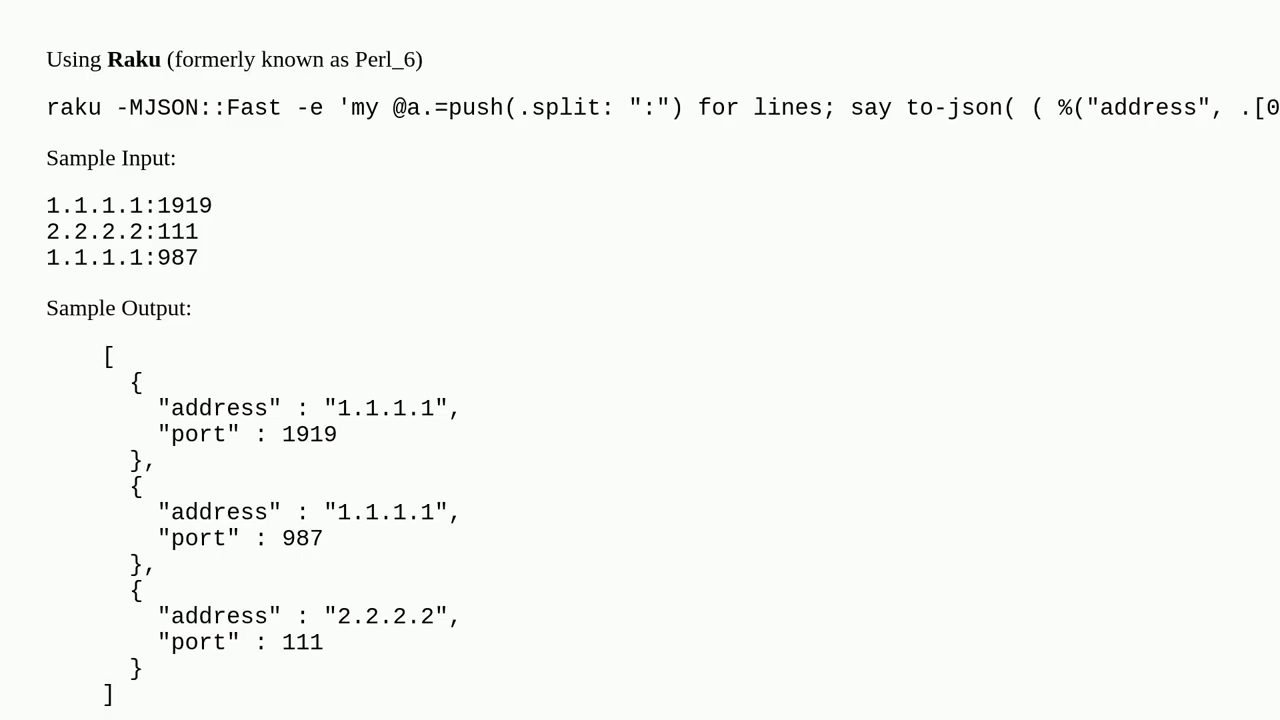 Using Raku (formerly known as Perl_6)
raku -MJSON::Fast -e 'my @a.=push(.split: ":") for lines; say to-json( ( %("address", .[0
Sample Input:
1.1.1.1:1919
2.2.2.2:111
1.1.1.1:987
Sample Output:
[
{
"address" : "1.1.1.1",
"port" : 1919
},
{
"address" : "1.1.1.1",
"port" : 987
},
{
"address" : "2.2.2.2",
"port" : 111
}
]